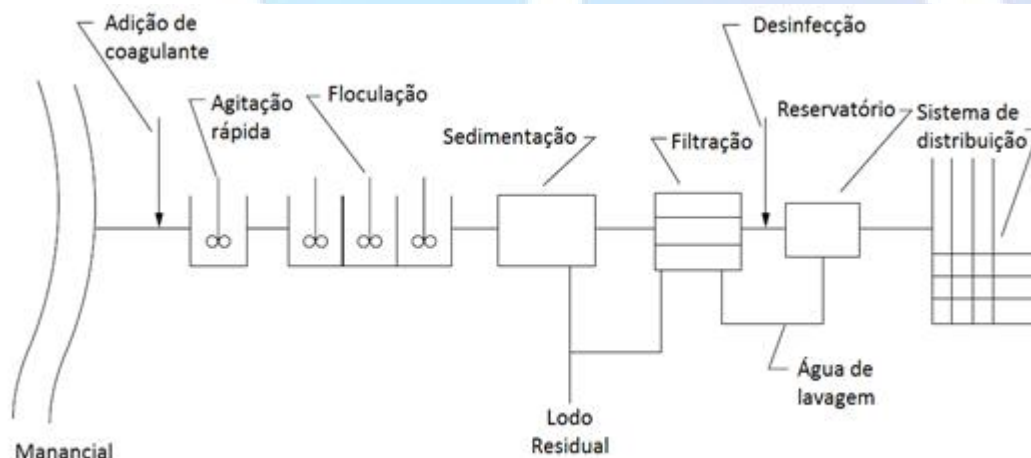 Adição de
coagulante
Agitação
rápida
Floculação
Sedimentação
Filtração
Desinfecção
Reservatório
Sistema de
distribuição
Água de
lavagem
Lodo
Residual
Manancial